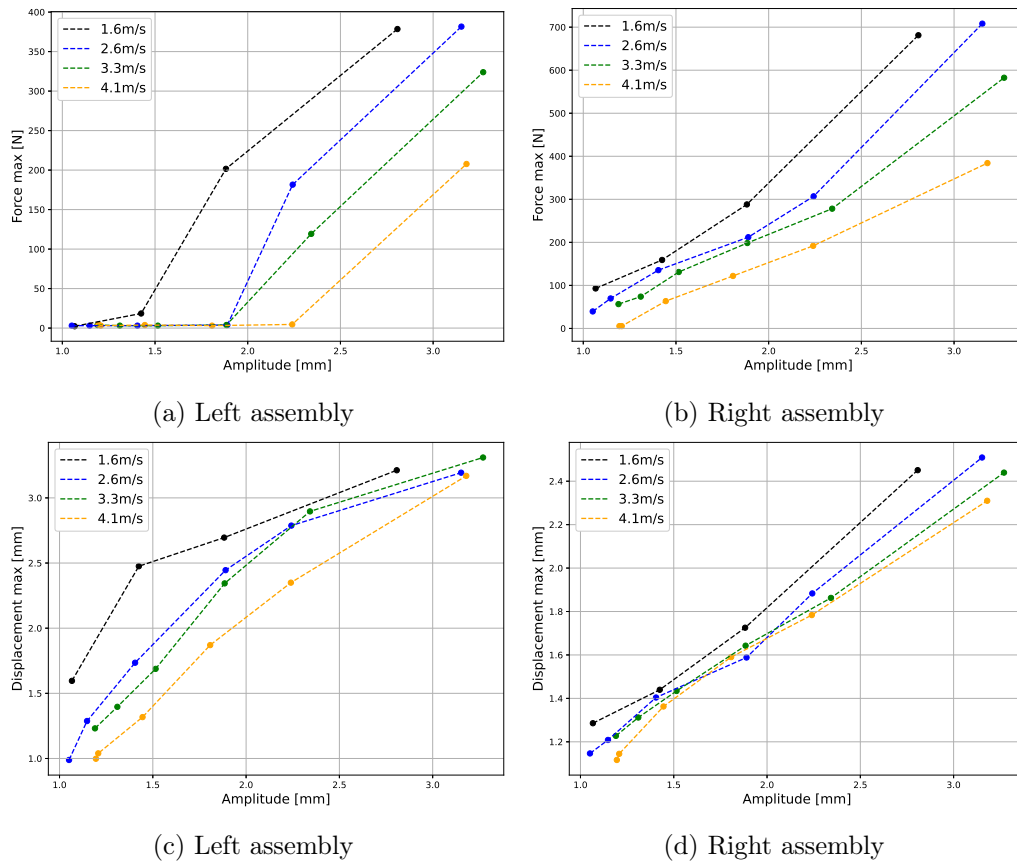 400
350
300
250
200
150
100
50
0
Force max [N]
1.6m/s
2.6m/s
3.3m/s
4.1m/s
1.0 1.5 2.0 2.5 3.0
Amplitude [mm]
(a) Left assembly
700
600
500
400
300
200
100
0
Force max [N]
1.6m/s
2.6m/s
3.3m/s
4.1m/s
1.0 1.5 2.0 2.5 3.0
Amplitude [mm]
(b) Right assembly
3.0
2.5
2.0
1.5
1.0
Displacement max [mm]
1.6m/s
2.6m/s
3.3m/s
4.1m/s
1.0 1.5 2.0 2.5 3.0
Amplitude [mm]
(c) Left assembly
2.4
2.2
2.0
1.8
1.6
1.4
1.2
Displacement max [mm]
1.6m/s
2.6m/s
3.3m/s
4.1m/s
1.0 1.5 2.0 2.5 3.0
Amplitude [mm]
(d) Right assembly